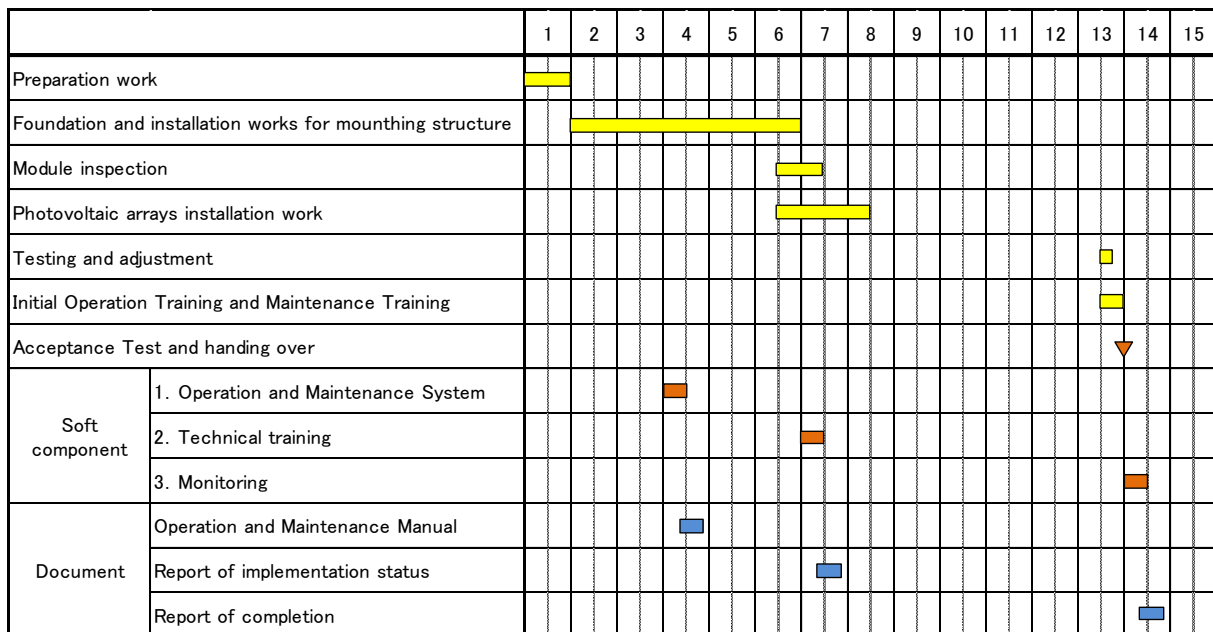 1 2 3 4 5 6 7 8 9 10 11 12 13 14 15
Preparation work
Foundation and installation works for mounthing structure
Module inspection
Photovoltaic arrays installation work
Testing and adjustment
Initial Operation Training and Maintenance Training
Acceptance Test and handing over
Soft
component
1. Operation and Maintenance System
2. Technical training
3. Monitoring
Document
Operation and Maintenance Manual
Report of implementation status
Report of completion